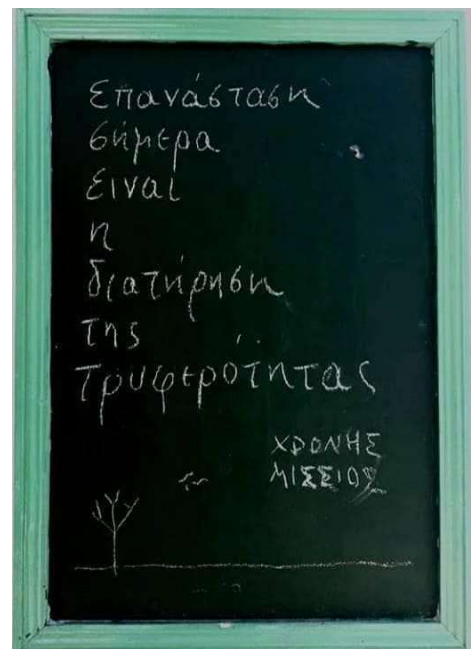 επανάσταση
σήμερα
είναι
η
διατήρηση
της
τρυφερότητας
ΧΡΟΝΗΣ
ΜΙΣΣΙΟΣ